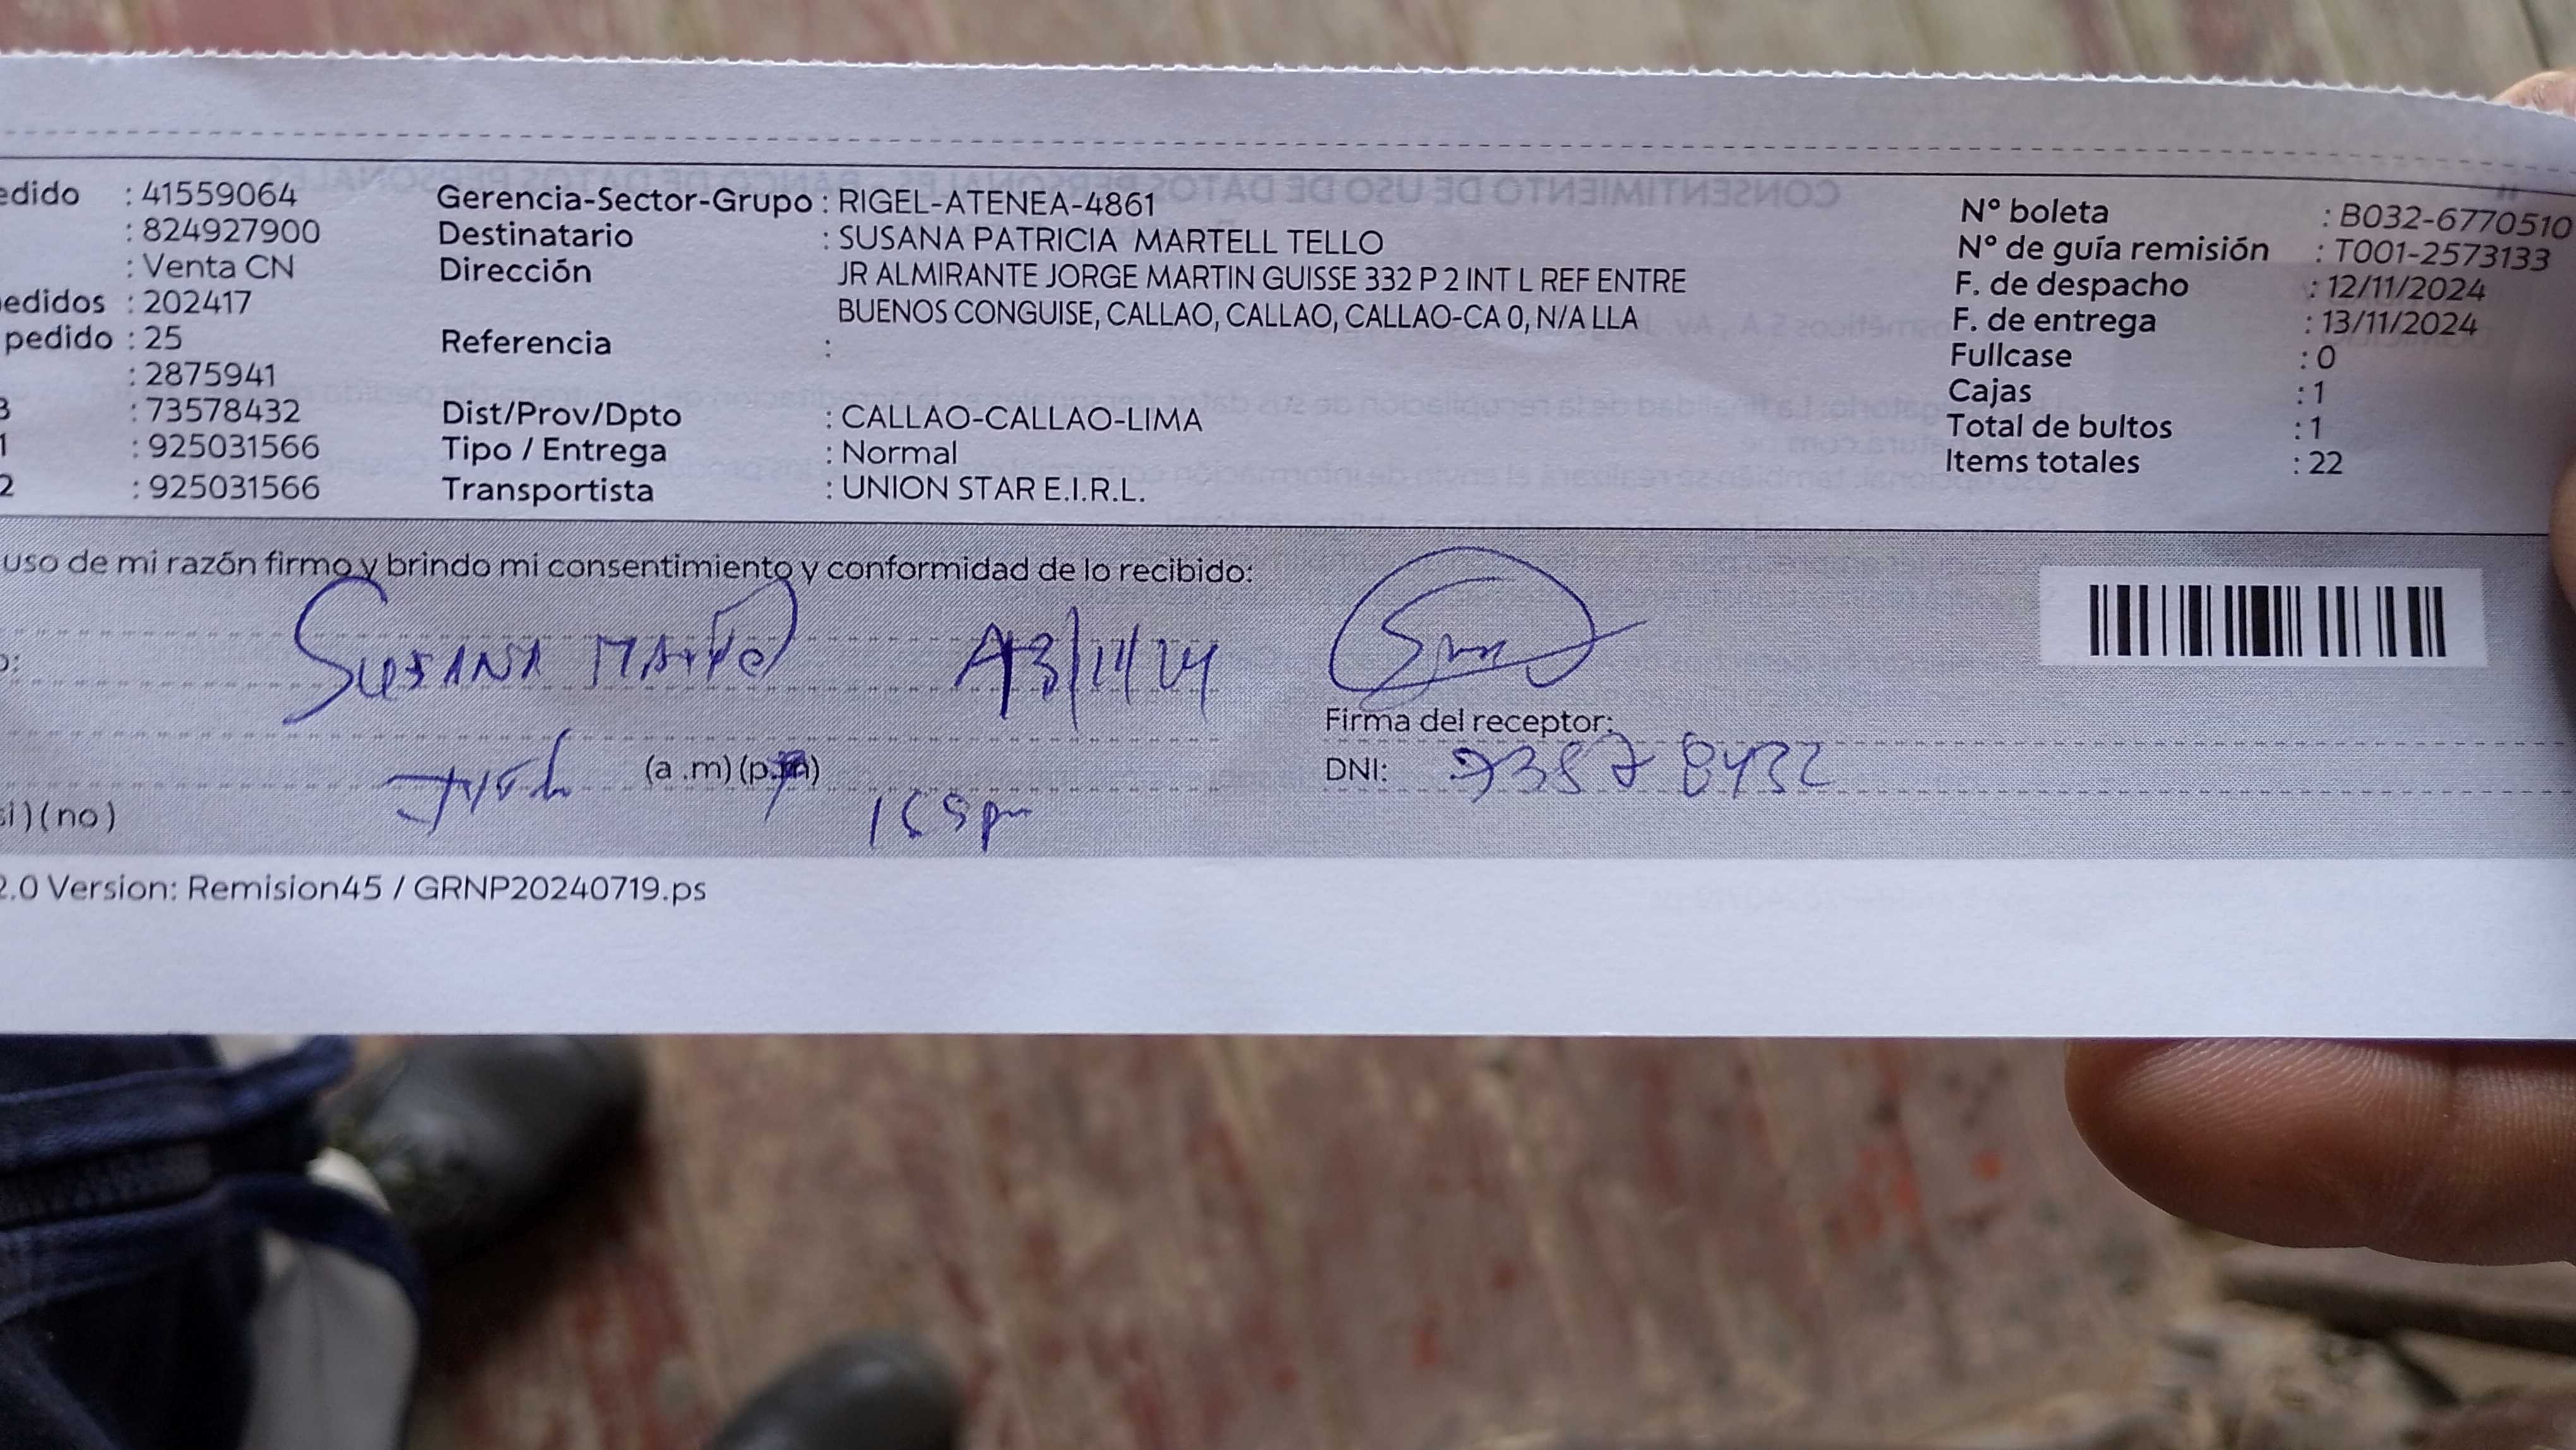 edido : 41559064 Gerencia-Sector-Grupo : RIGEL-ATENEA-4861 N° boleta : B032-6770510
: 824927900 Destinatario : SUSANA PATRICIA MARTELL TELLO N° de guía remisión : T001-2573133
: Venta CN Dirección JR ALMIRANTE JORGE MARTIN GUISSE 332 P 2 INT L REF ENTRE F. de despacho : 12/11/2024
edidos : 202417 BUENOS CONGUISE, CALLAO, CALLAO, CALLAO-CA 0, N/A LLA F. de entrega : 13/11/2024
pedido : 25 Referencia : Fullcase : 0
: 2875941 Cajas : 1
3 : 73578432 Dist/Prov/Dpto : CALLAO-CALLAO-LIMA Total de bultos : 1
1 : 925031566 Tipo / Entrega : Normal Items totales : 22
2 : 925031566 Transportista : UNION STAR E.I.R.L.
uso de mi razón firmo y brindo mi consentimiento y conformidad de lo recibido:
SUSANA 13/11/24
Firma del receptor:
(a .m) (p.m) DNI: 73578432
si ) ( no )
2.0 Version: Remision45 / GRNP20240719.ps